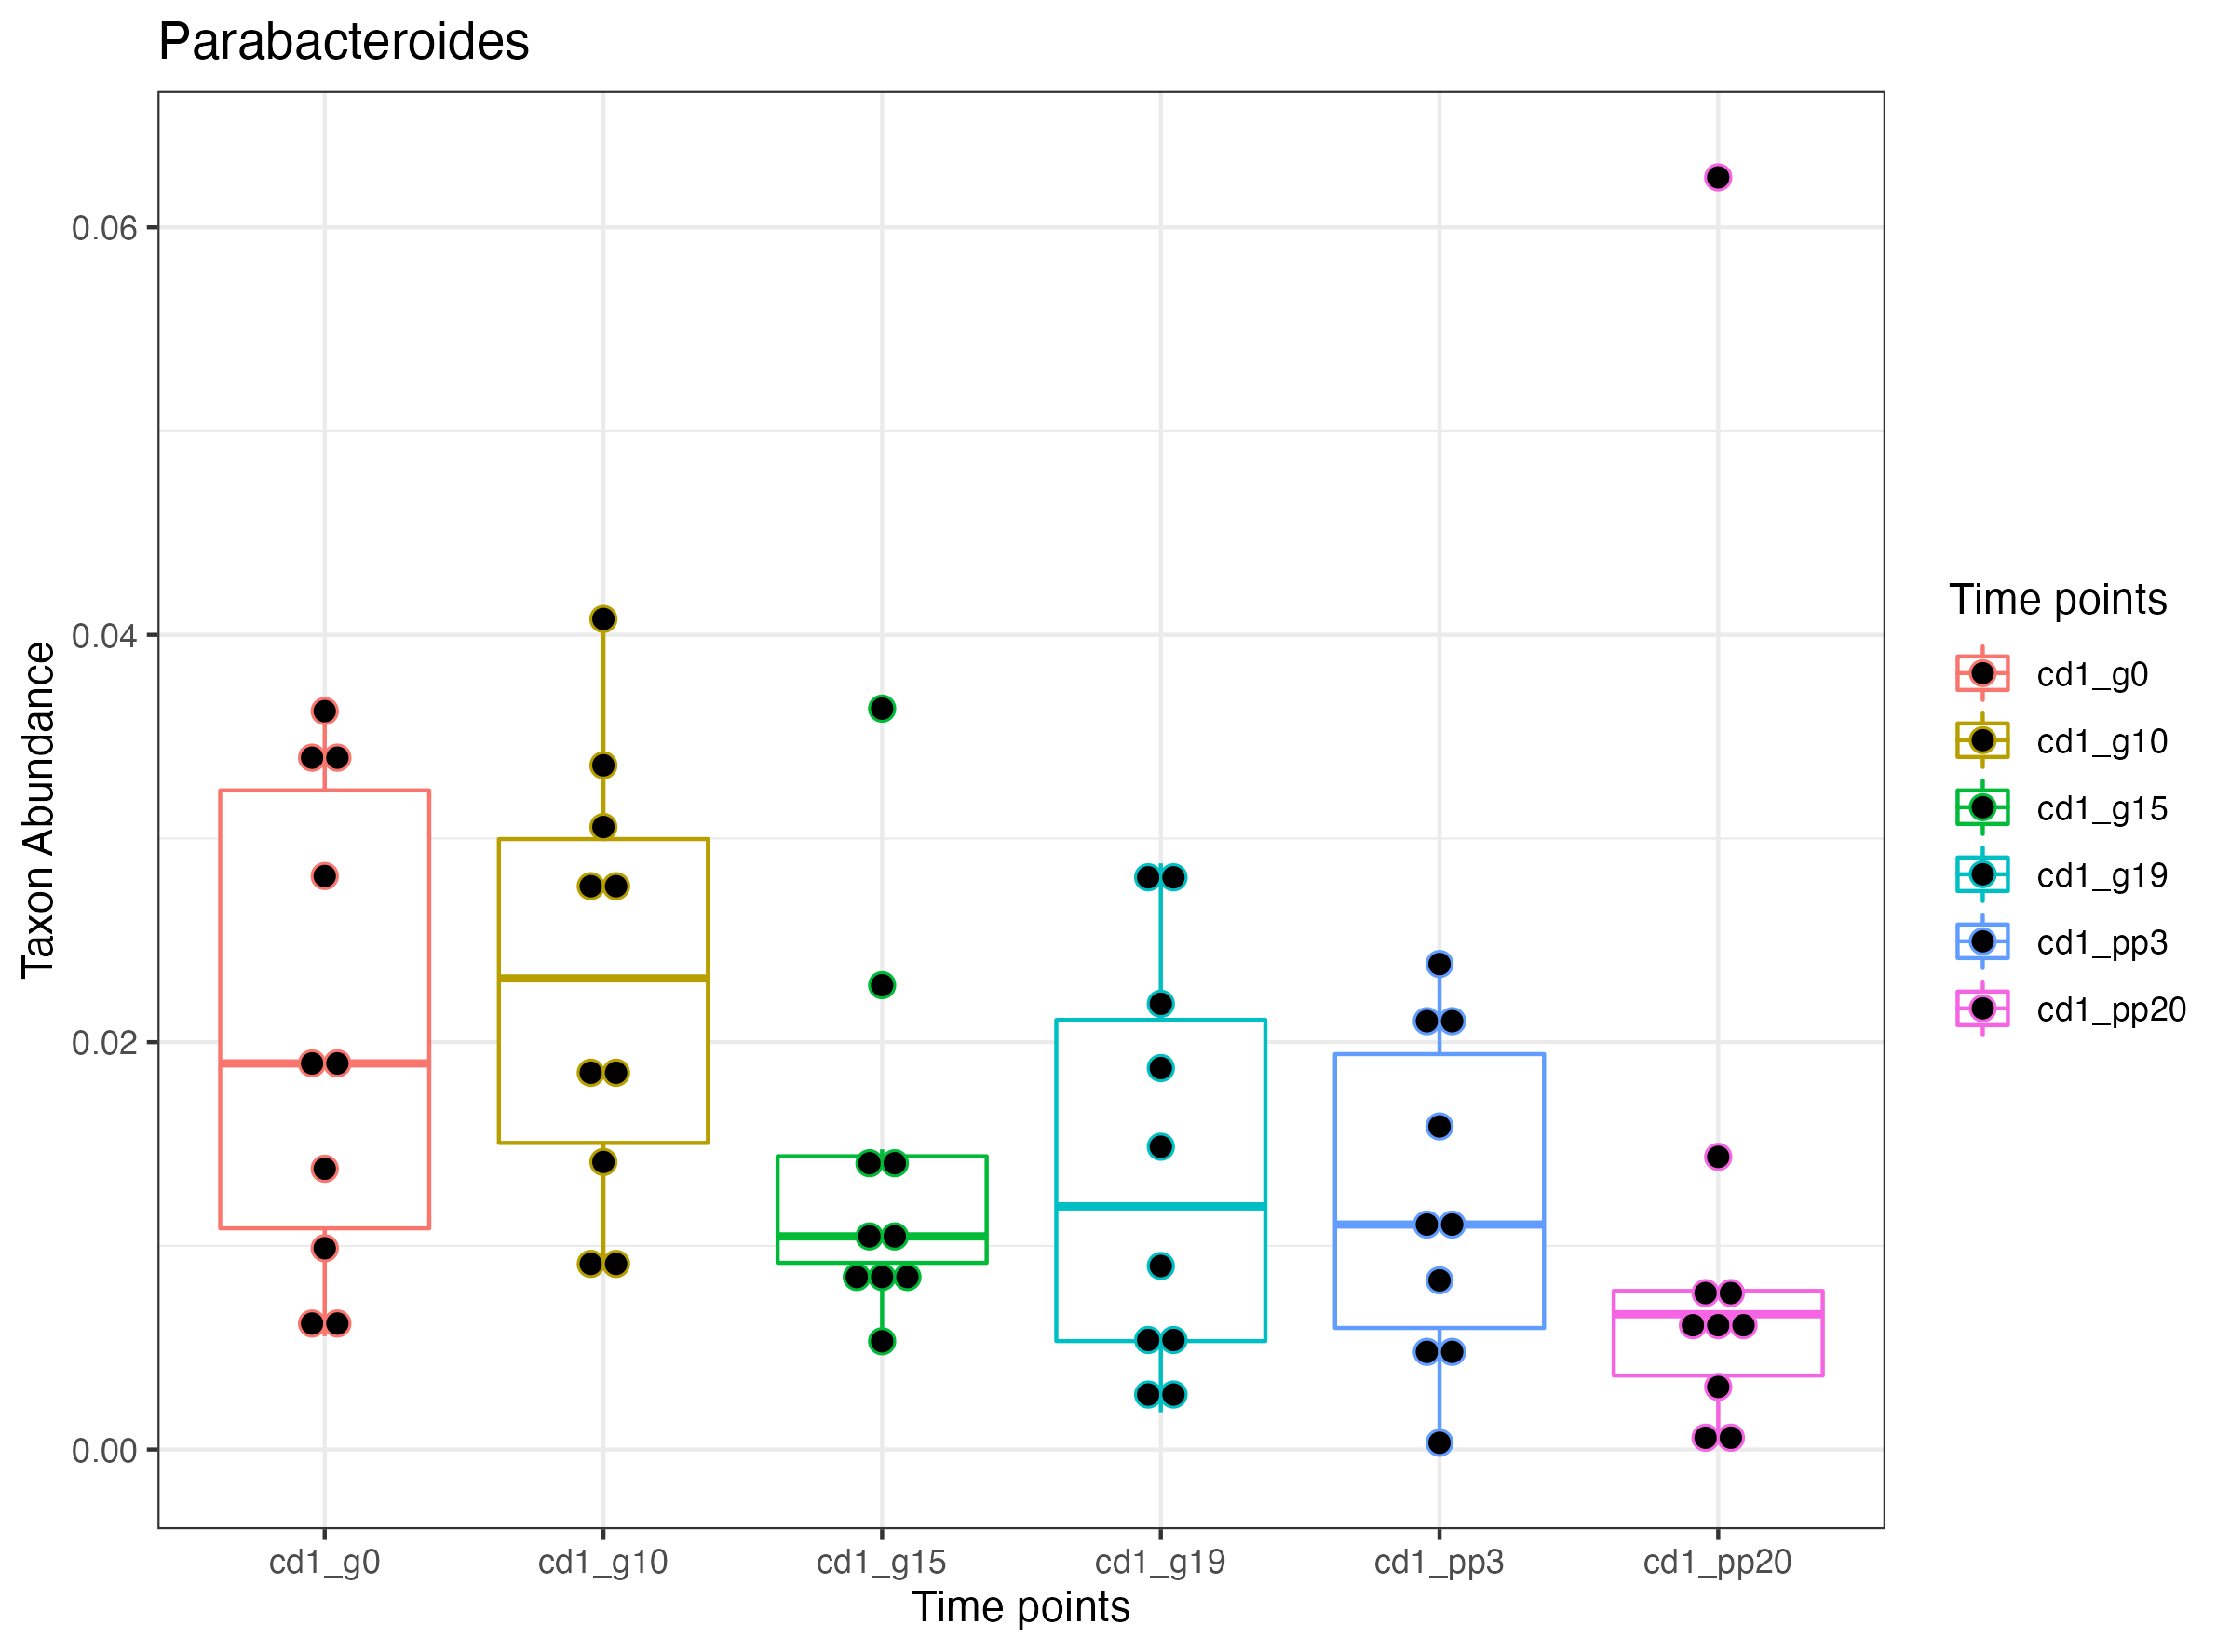 Parabacteroides
Taxon Abundance
0.06
0.04
0.02
0.00
cd1_g0 cd1_g10 cd1_g15 cd1_g19 cd1_pp3 cd1_pp20
Time points
Time points
cd1_g0
cd1_g10
cd1_g15
cd1_g19
cd1_pp3
cd1_pp20